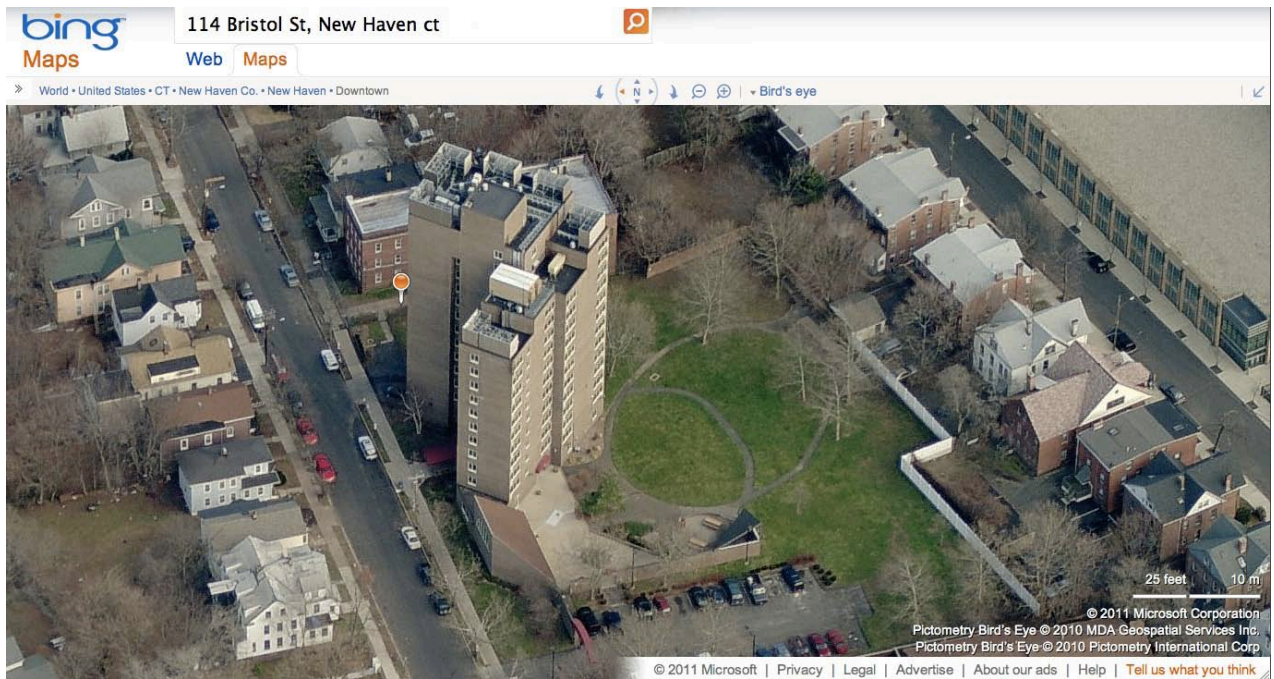 bing
Maps
114 Bristol St, New Haven ct
Web Maps
» World • United States • CT • New Haven Co. • New Haven • Downtown
N
Bird's eye
25 feet 10 m
© 2011 Microsoft Corporation
Pictometry Bird's Eye © 2010 MDA Geospatial Services Inc.
Pictometry Bird's Eye © 2010 Pictometry International Corp
© 2011 Microsoft | Privacy | Legal | Advertise | About our ads | Help | Tell us what you think